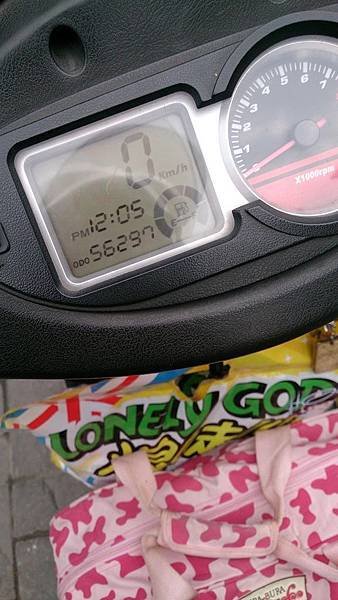 0 Km/h
PM 12:05
ODO 56297
1 2 3 4 5 6 7
X1000rpm
LONELY GOD